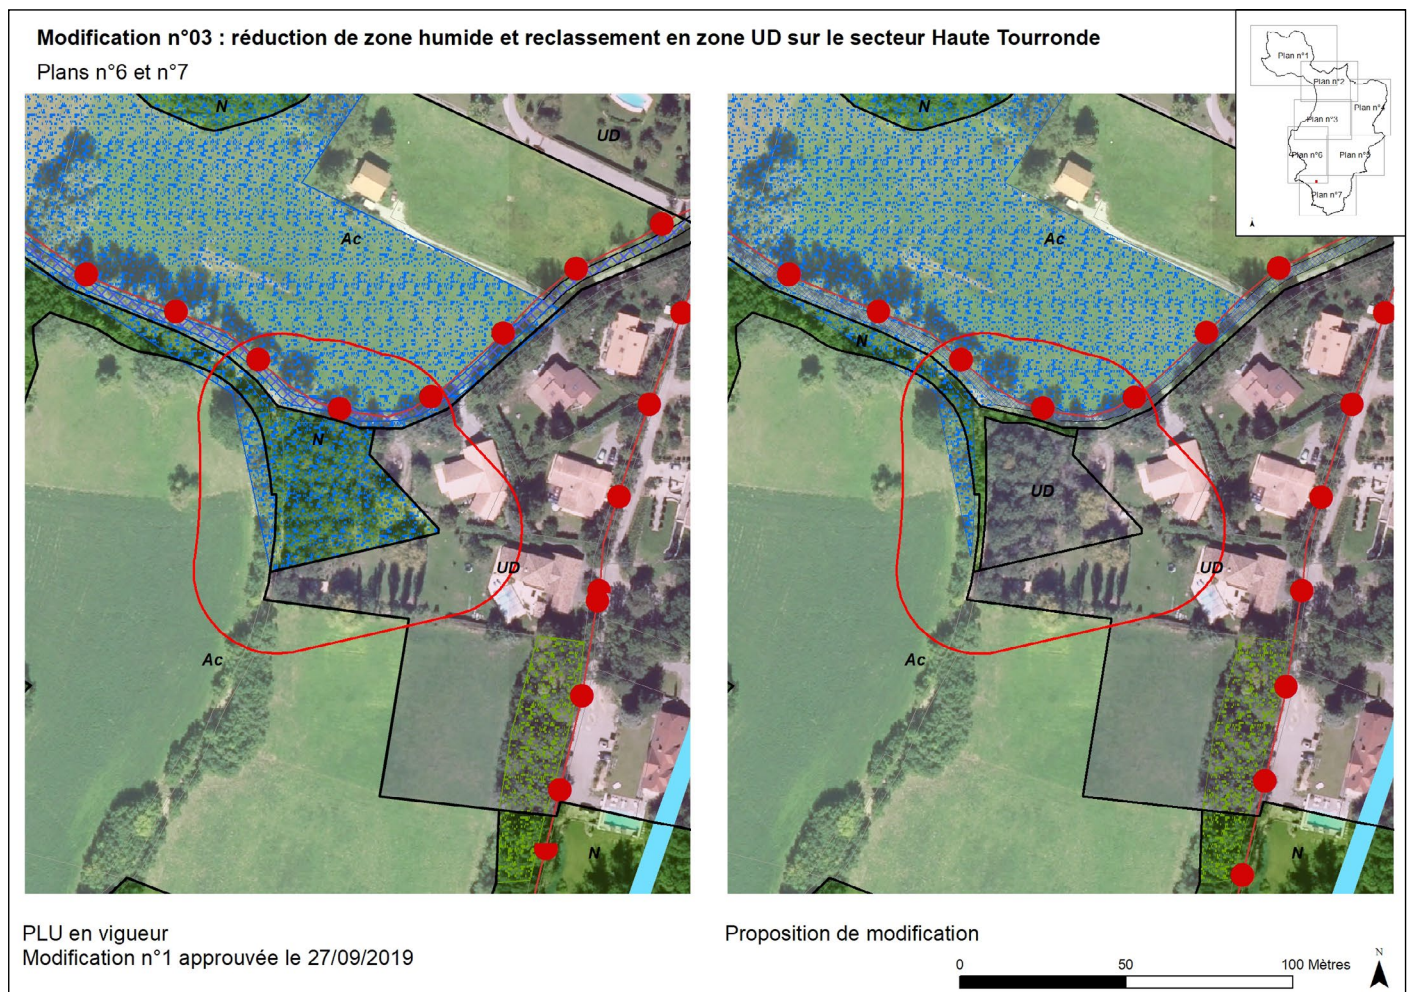 Modification n°03 : réduction de zone humide et reclassement en zone UD sur le secteur Haute Tourronde
Plans n°6 et n°7
Plan n°1
Plan n°2
Plan n°4
Plan n°3
Plan n°6
Plan n°5
Plan n°7
N
UD
Ac
N
UD
Ac
N
N
Ac
N
UD
UD
Ac
N
PLU en vigueur
Modification n°1 approuvée le 27/09/2019
Proposition de modification
0 50 100 Mètres
N